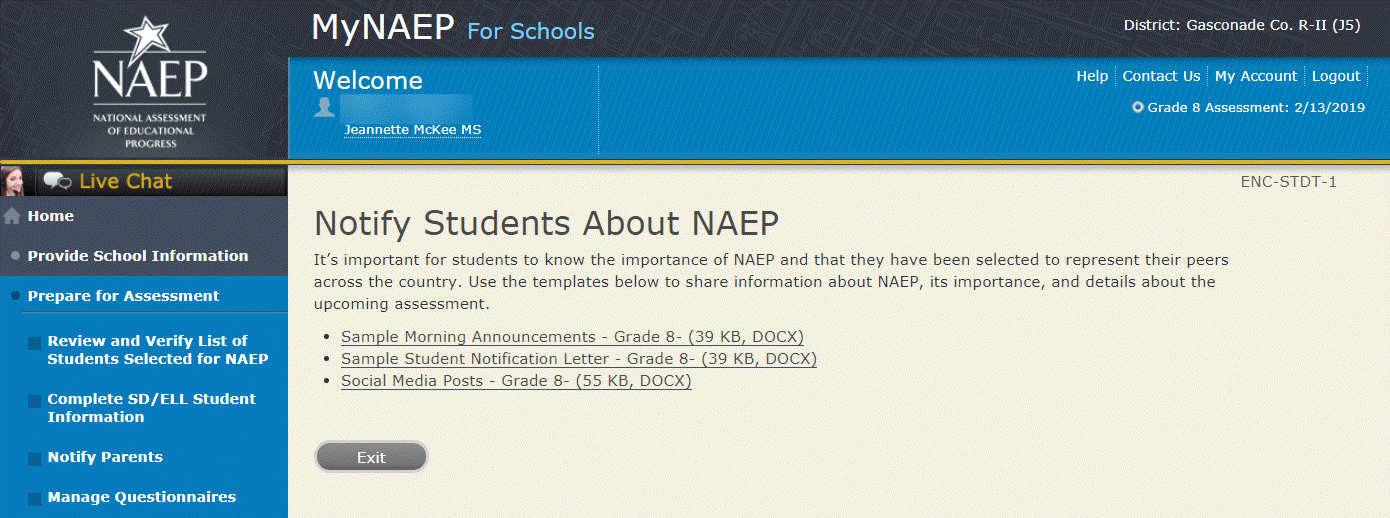 NAEP
NATIONAL ASSESSMENT
OF EDUCATIONAL
PROGRESS
MyNAEP For Schools
District: Gasconade Co. R-II (J5)
Welcome
Jeannette McKee MS
Help Contact Us My Account Logout
Grade 8 Assessment: 2/13/2019
Live Chat
Home
Provide School Information
Prepare for Assessment
Review and Verify List of
Students Selected for NAEP
Complete SD/ELL Student
Information
Notify Parents
Manage Questionnaires
ENC-STDT-1
Notify Students About NAEP
It’s important for students to know the importance of NAEP and that they have been selected to represent their peers
across the country. Use the templates below to share information about NAEP, its importance, and details about the
upcoming assessment.
• Sample Morning Announcements - Grade 8- (39 KB, DOCX)
• Sample Student Notification Letter - Grade 8- (39 KB, DOCX)
• Social Media Posts - Grade 8- (55 KB, DOCX)
Exit